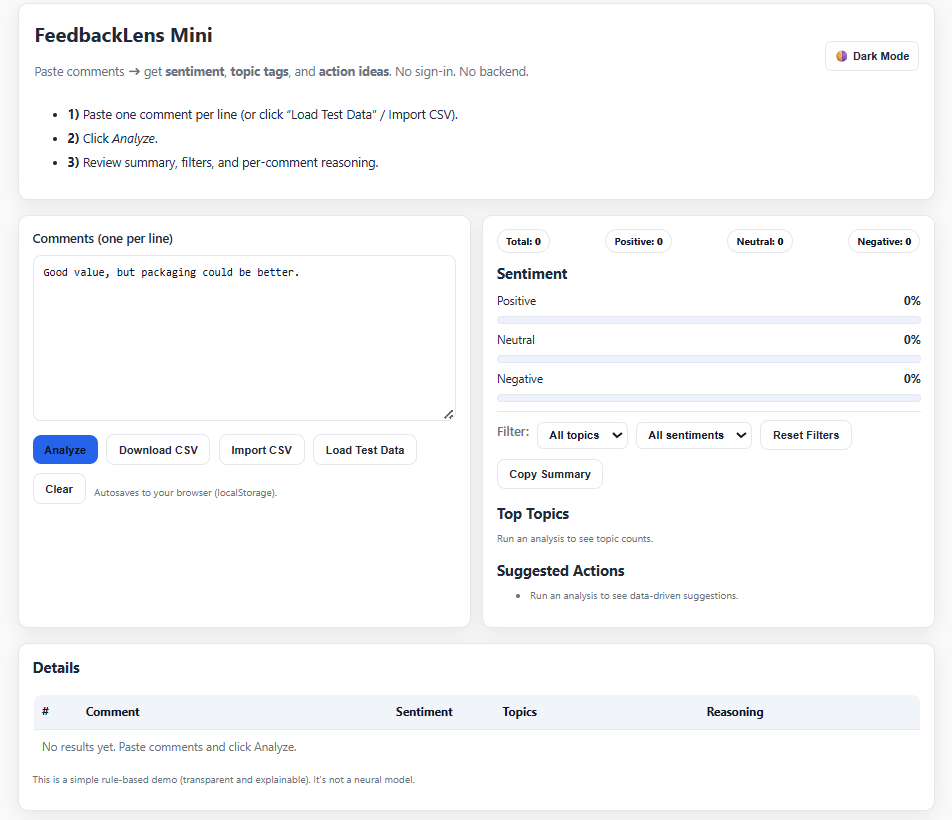 FeedbackLens Mini
Paste comments → get sentiment, topic tags, and action ideas. No sign-in. No backend.
Dark Mode
1) Paste one comment per line (or click “Load Test Data” / Import CSV).
2) Click Analyze.
3) Review summary, filters, and per-comment reasoning.
Comments (one per line)
Good value, but packaging could be better.
Analyze
Download CSV
Import CSV
Load Test Data
Clear
Autosaves to your browser (localStorage).
Total: 0
Positive: 0
Neutral: 0
Negative: 0
Sentiment
Positive 0%
Neutral 0%
Negative 0%
Filter:
All topics
All sentiments
Reset Filters
Copy Summary
Top Topics
Run an analysis to see topic counts.
Suggested Actions
Run an analysis to see data-driven suggestions.
Details
# Comment Sentiment Topics Reasoning
No results yet. Paste comments and click Analyze.
This is a simple rule-based demo (transparent and explainable). It’s not a neural model.